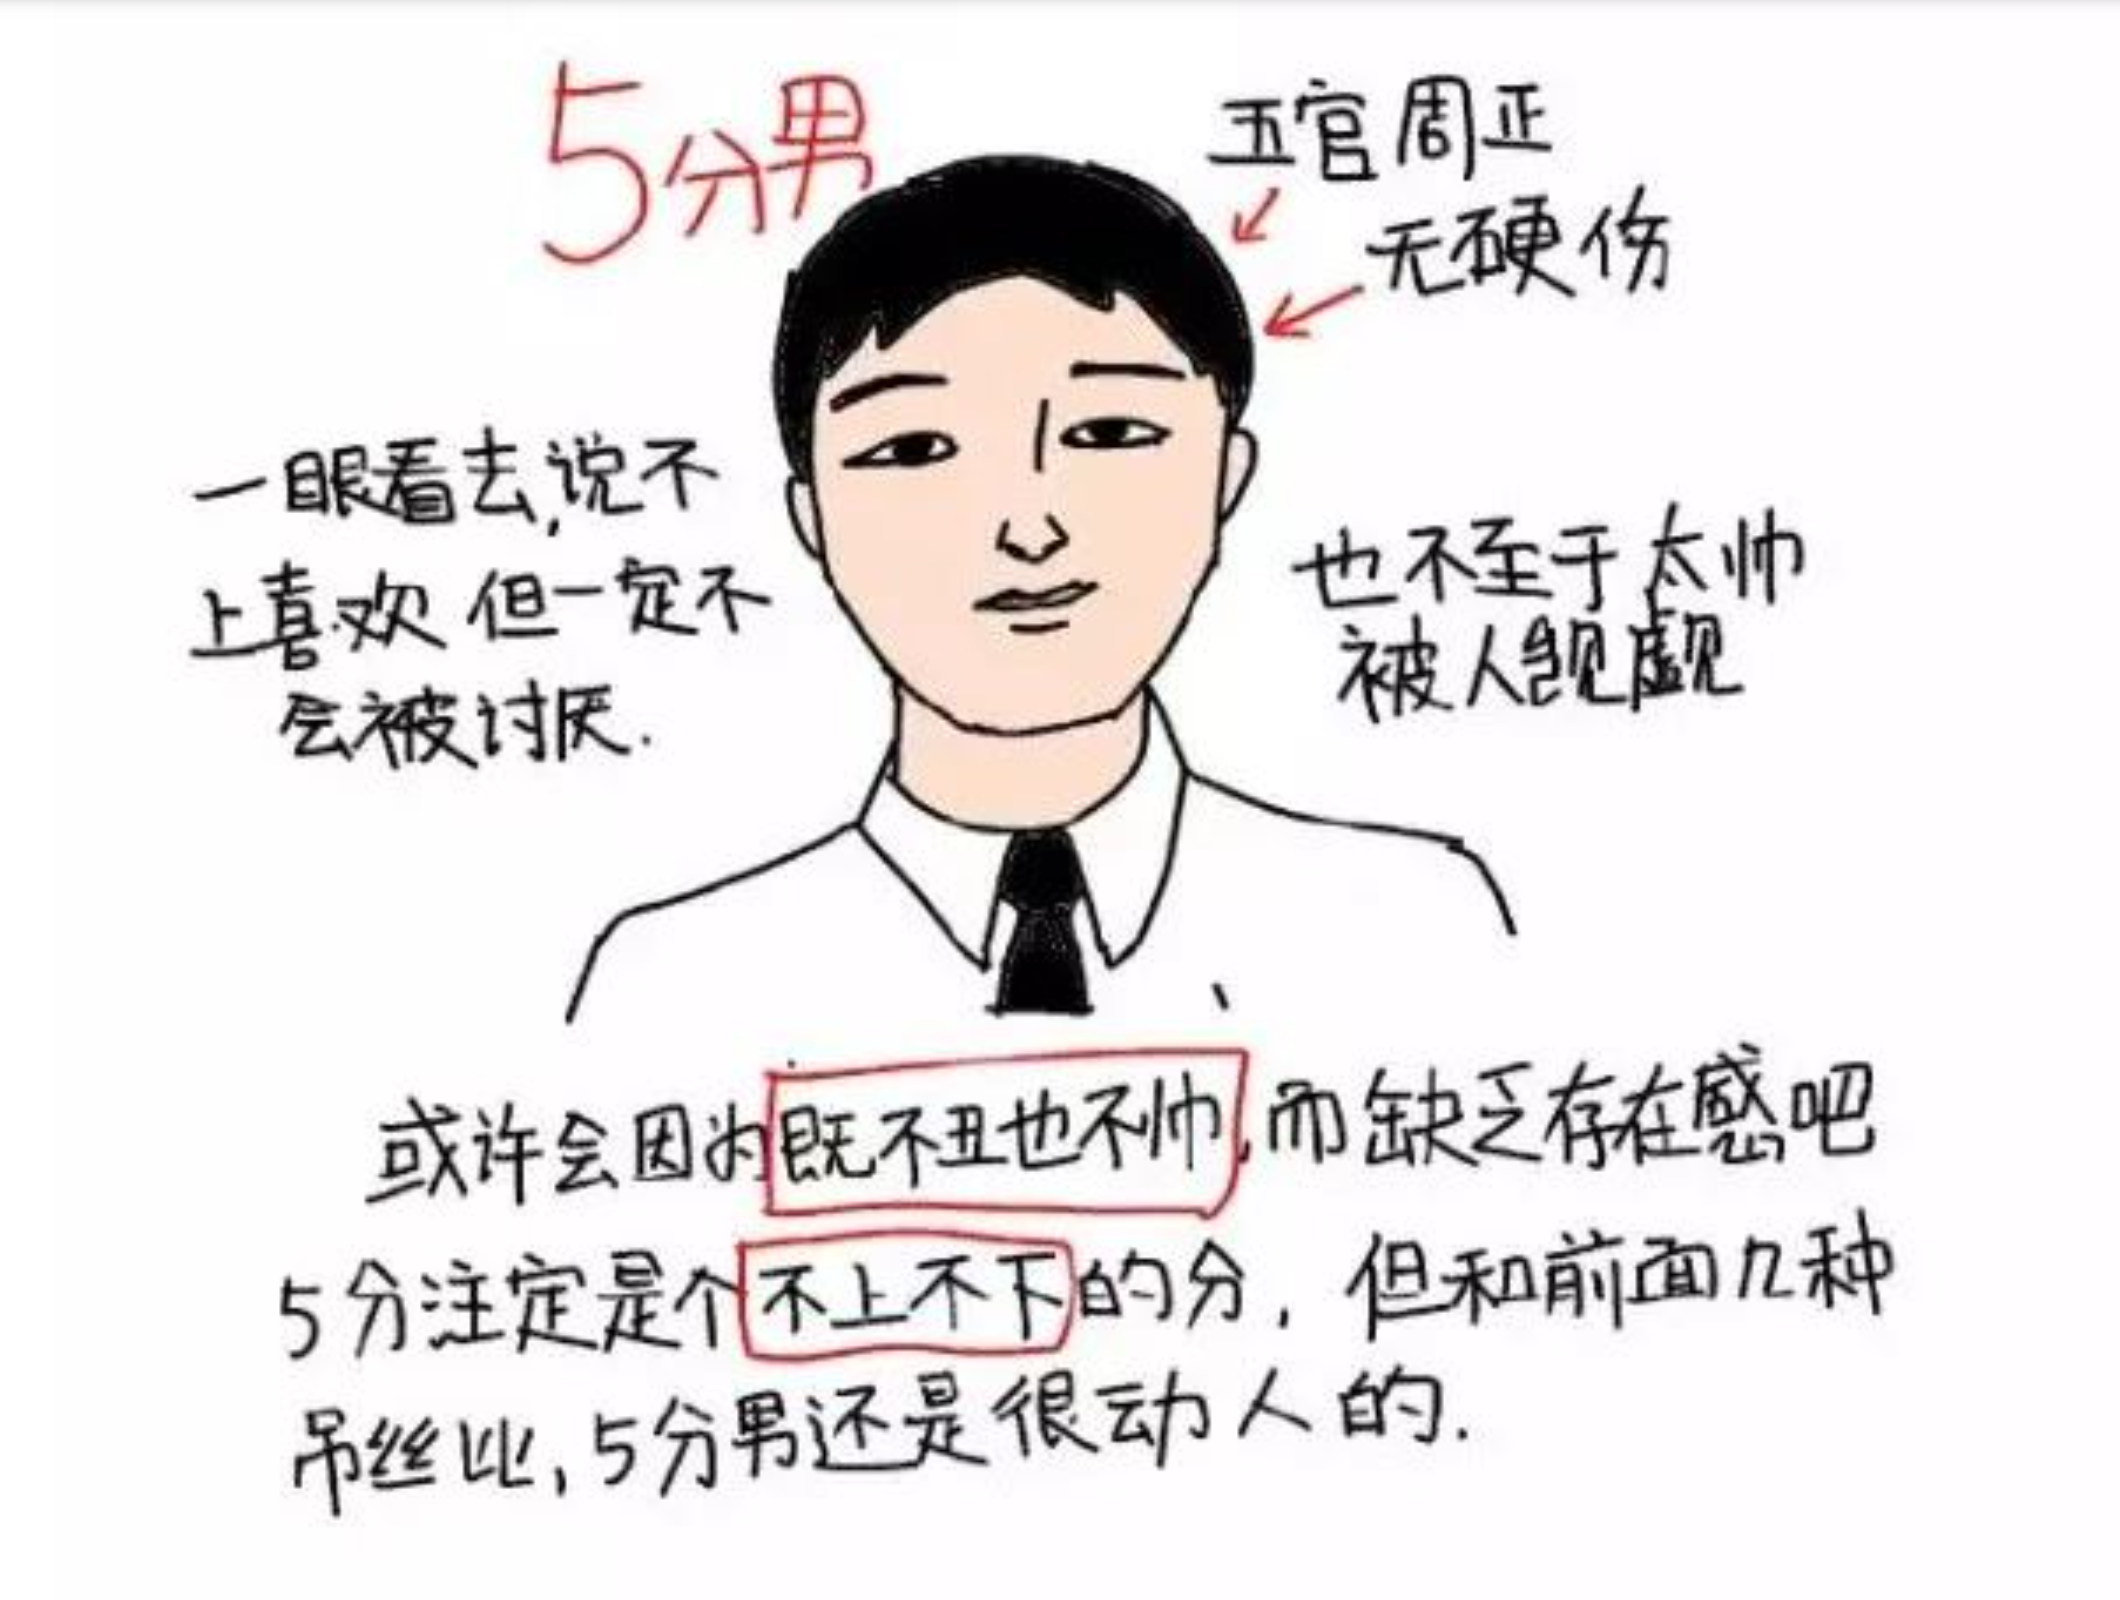 5分男
五官周正
无硬伤
一眼看去,说不
上喜欢 但一定不
会被讨厌.
也不至于太帅
被人觊觎
或许会因为既不丑也不帅,而缺乏存在感吧
5分注定是个不上不下的分,但和前面几种
吊丝比,5分男还是很动人的.